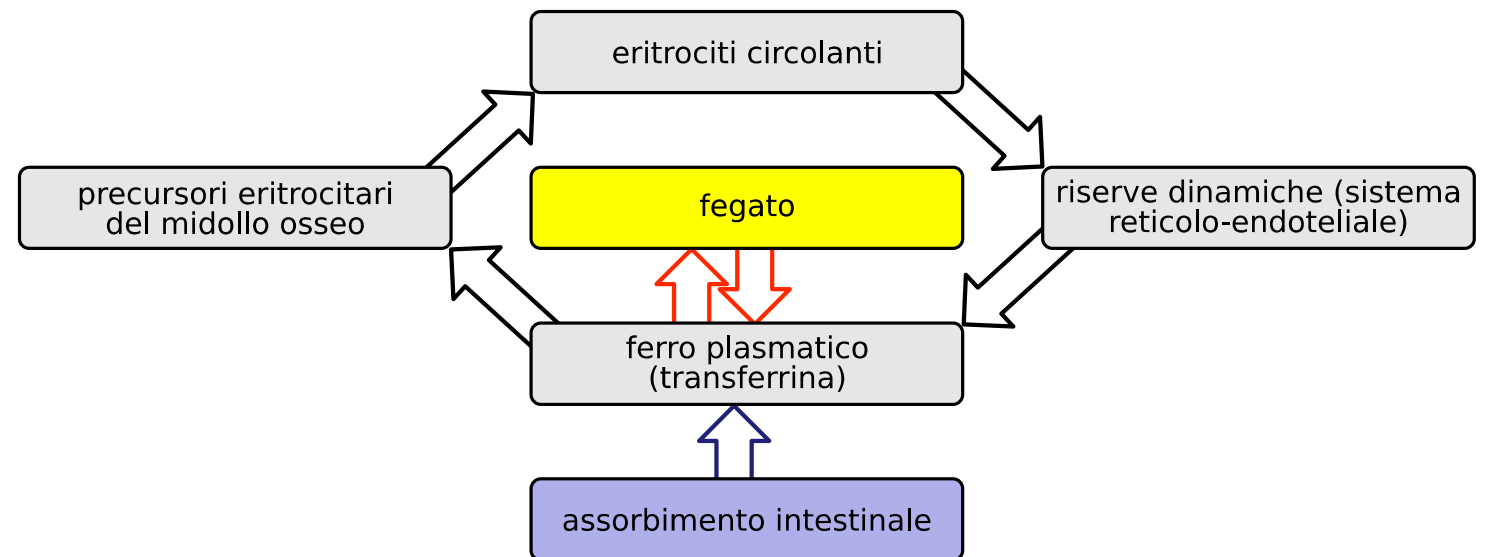 eritrociti circolanti
precursori eritrocitari
del midollo osseo
fegato
riserve dinamiche (sistema
reticolo-endoteliale)
ferro plasmatico
(transferrina)
assorbimento intestinale